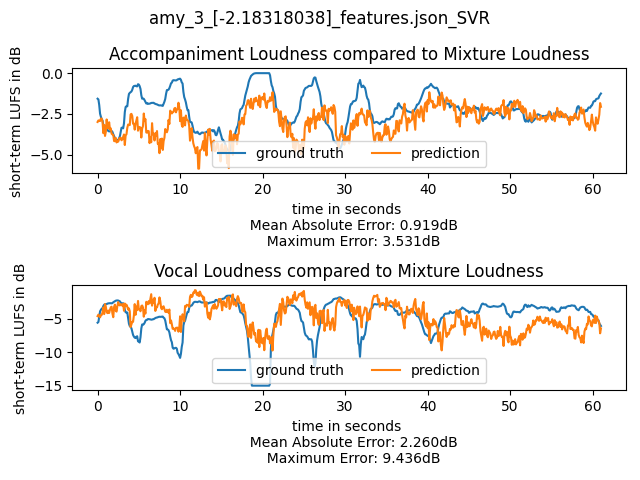 amy_3_[-2.18318038]_features.json_SVR
Accompaniment Loudness compared to Mixture Loudness
short-term LUFS in dB
0.0
−2.5
−5.0
ground truth prediction
0 10 20 30 40 50 60
time in seconds
Mean Absolute Error: 0.919dB
Maximum Error: 3.531dB
Vocal Loudness compared to Mixture Loudness
short-term LUFS in dB
−5
−10
−15
ground truth prediction
0 10 20 30 40 50 60
time in seconds
Mean Absolute Error: 2.260dB
Maximum Error: 9.436dB